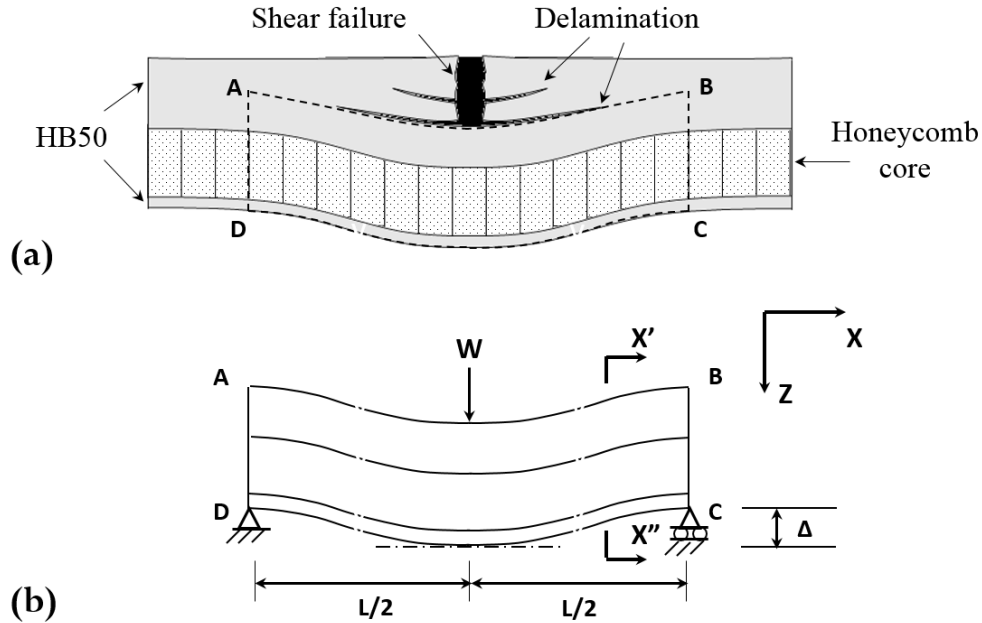 Shear failure
Delamination
A
B
HB50
Honeycomb
core
D
C
(a)
X'
X
W
A
B
Z
D
C
X"
Δ
(b)
L/2
L/2